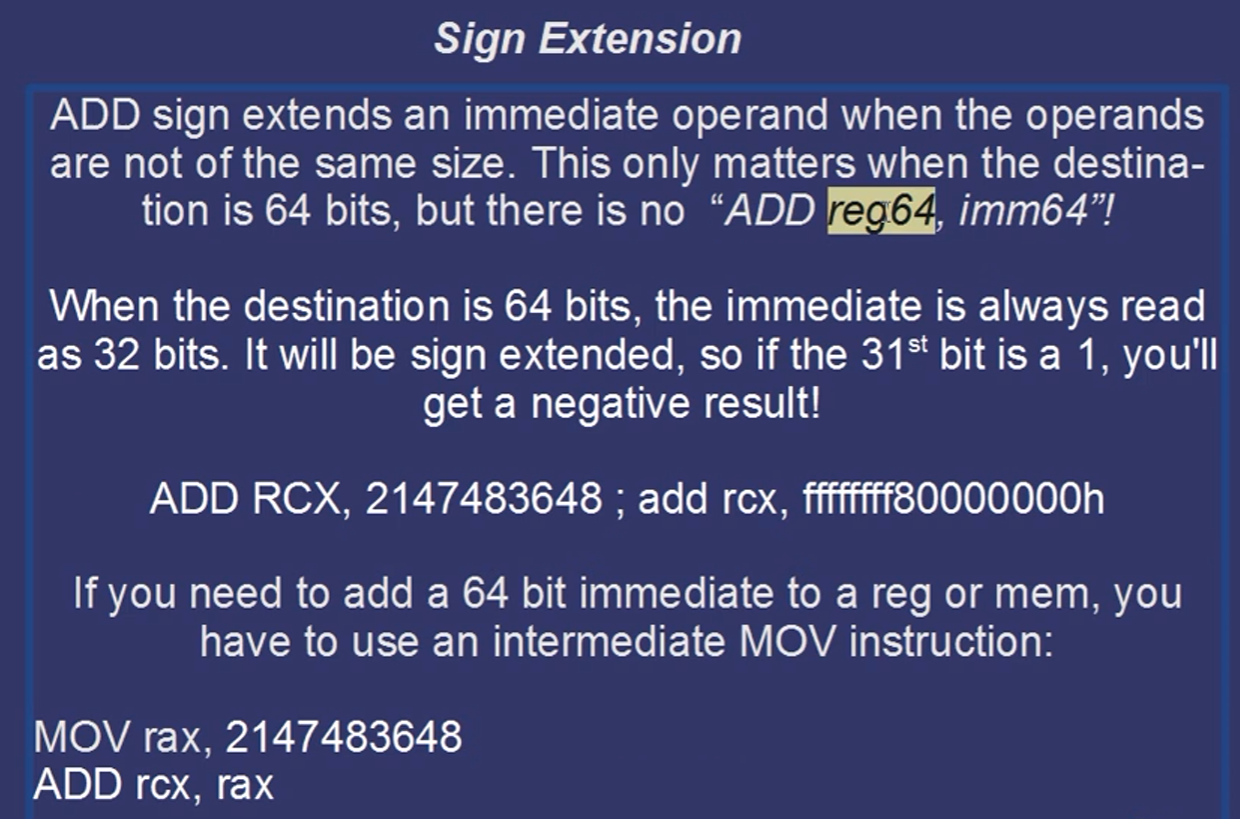 Sign Extension
ADD sign extends an immediate operand when the operands
are not of the same size. This only matters when the destina-
tion is 64 bits, but there is no “ADD reg64, imm64”!
When the destination is 64 bits, the immediate is always read
as 32 bits. It will be sign extended, so if the 31st bit is a 1, you'll
get a negative result!
ADD RCX, 2147483648 ; add rcx, ffffffff80000000h
If you need to add a 64 bit immediate to a reg or mem, you
have to use an intermediate MOV instruction:
MOV rax, 2147483648
ADD rcx, rax